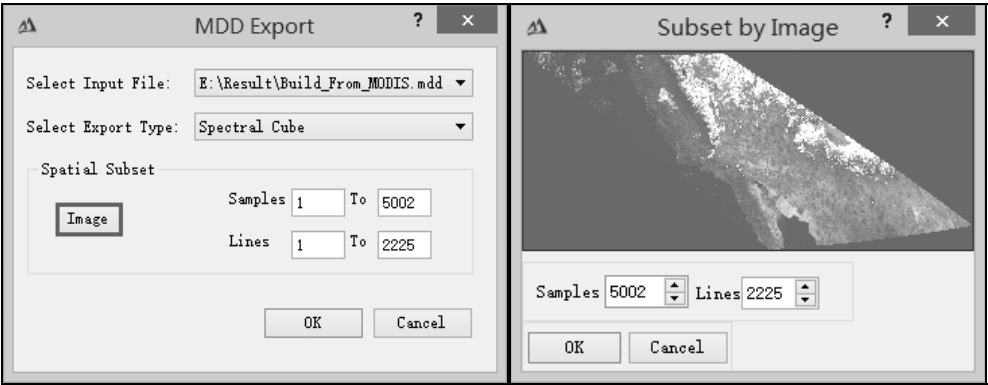 MDD Export ? ×
Select Input File: E:\Result\Build_From_MODIS.mdd
Select Export Type: Spectral Cube
Spatial Subset
Image
Samples 1 To 5002
Lines 1 To 2225
OK Cancel
Subset by Image ? ×
Samples 5002 Lines 2225
OK Cancel